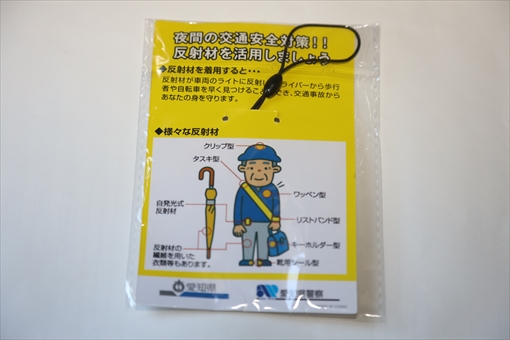 夜間の交通安全対策!!
反射材を活用しましょう
◆反射材を着用すると・・・
反射材が車両のライトに反射し
ライバーから歩行
者や自転車を早く見つけること
でき、交通事故から
あなたの身を守ります。
◆様々な反射材
クリップ型
タスキ型
ワッペン型
自発光式
反射材
リストバンド型
キーホルダー型
反射材の
繊維を用いた
衣類等もあります。
靴用シール型
愛知県
愛知県警察